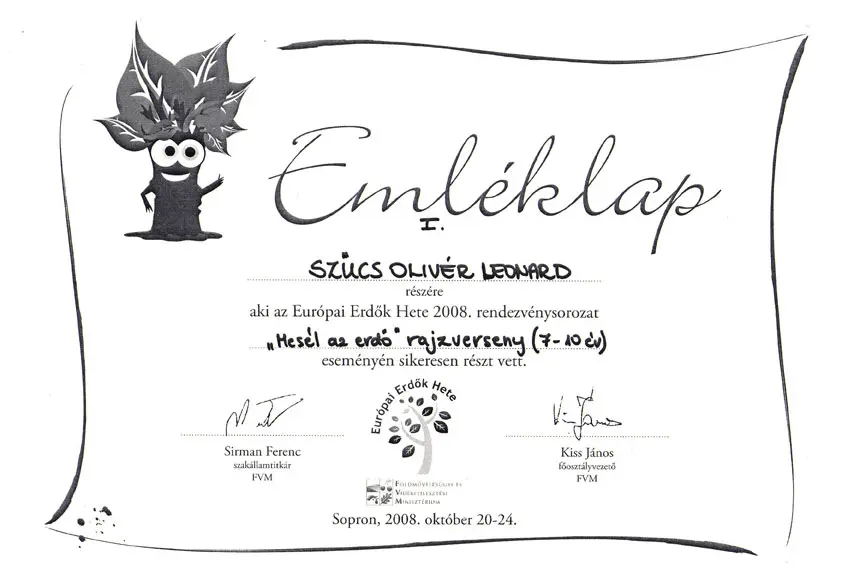 Emléklap
I.
SZÜCS OLIVÉR LEONARD
részére
aki az Európai Erdők Hete 2008. rendezvénysorozat
„Mesél az erdő" rajzverseny (7-10 év)
eseményén sikeresen részt vett.
Európai Erdők Hete
Sirman Ferenc
szakállamtitkár
FVM
Kiss János
főosztályvezető
FVM
Földművelésügyi és
Vidékfejlesztési
Minisztérium
Sopron, 2008. október 20-24.